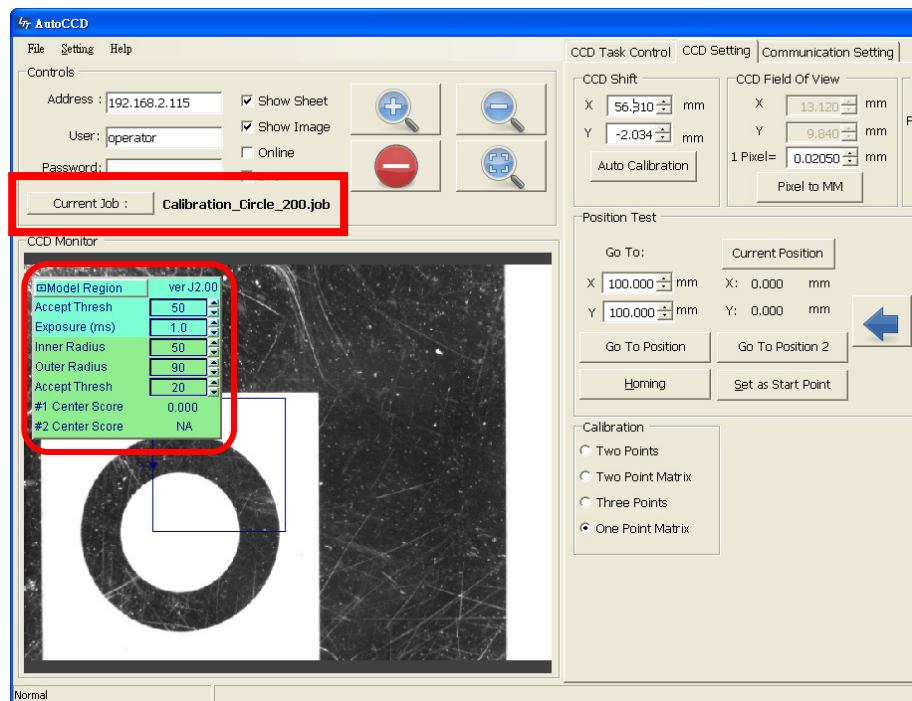 LTT AutoCCD
File Setting Help
Controls
Address : 192.168.2.115
Show Sheet
User: operator
Show Image
Password:
Online
Current Job : Calibration_Circle_200.job
CCD Monitor
Model Region ver J2.00
Accept Thresh 50
Exposure (ms) 1.0
Inner Radius 50
Outer Radius 90
Accept Thresh 20
#1 Center Score 0.000
#2 Center Score NA
Normal
CCD Task Control CCD Setting Communication Setting
CCD Shift
X 56.310 mm
Y -2.034 mm
Auto Calibration
CCD Field Of View
X 13.120 mm
Y 9.840 mm
1 Pixel= 0.02050 mm
Pixel to MM
Position Test
Go To: Current Position
X 100.000 mm X: 0.000 mm
Y 100.000 mm Y: 0.000 mm
Go To Position Go To Position 2
Homing Set as Start Point
Calibration
Two Points
Two Point Matrix
Three Points
One Point Matrix